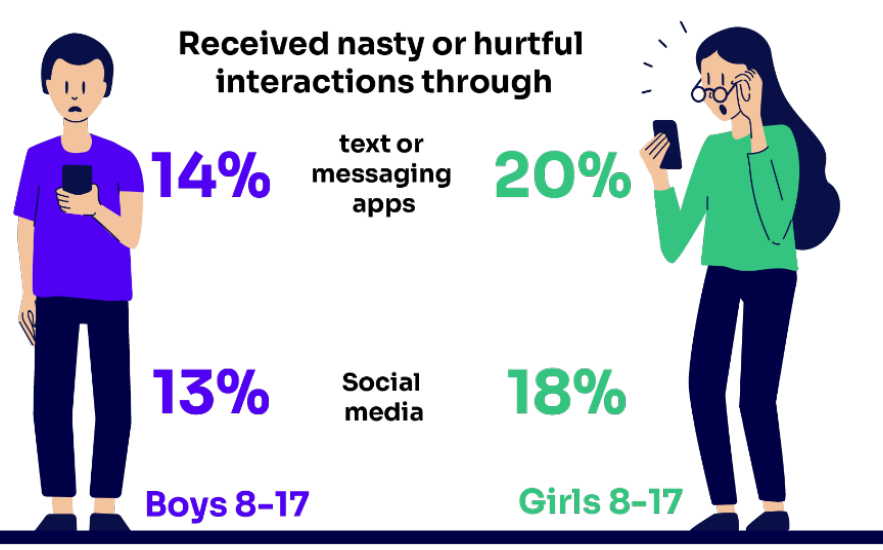 Received nasty or hurtful
interactions through
14%
text or
messaging
apps
20%
13%
Social
media
18%
Boys 8-17
Girls 8-17